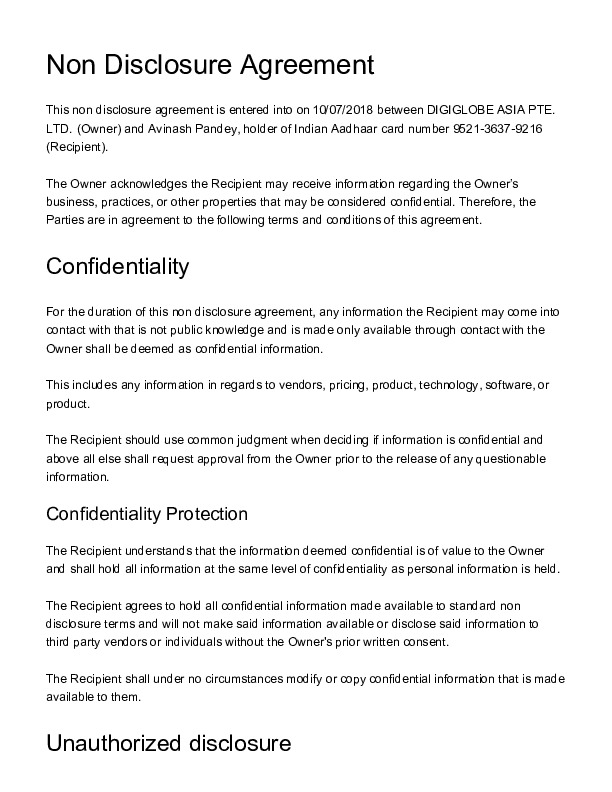 Non Disclosure Agreement
This non disclosure agreement is entered into on 10/07/2018 between DIGIGLOBE ASIA PTE.
LTD. (Owner) and Avinash Pandey, holder of Indian Aadhaar card number 9521-3637-9216
(Recipient).
The Owner acknowledges the Recipient may receive information regarding the Owner's
business, practices, or other properties that may be considered confidential. Therefore, the
Parties are in agreement to the following terms and conditions of this agreement.
Confidentiality
For the duration of this non disclosure agreement, any information the Recipient may come into
contact with that is not public knowledge and is made only available through contact with the
Owner shall be deemed as confidential information.
This includes any information in regards to vendors, pricing, product, technology, software, or
product.
The Recipient should use common judgment when deciding if information is confidential and
above all else shall request approval from the Owner prior to the release of any questionable
information.
Confidentiality Protection
The Recipient understands that the information deemed confidential is of value to the Owner
and shall hold all information at the same level of confidentiality as personal information is held.
The Recipient agrees to hold all confidential information made available to standard non
disclosure terms and will not make said information available or disclose said information to
third party vendors or individuals without the Owner's prior written consent.
The Recipient shall under no circumstances modify or copy confidential information that is made
available to them.
Unauthorized disclosure